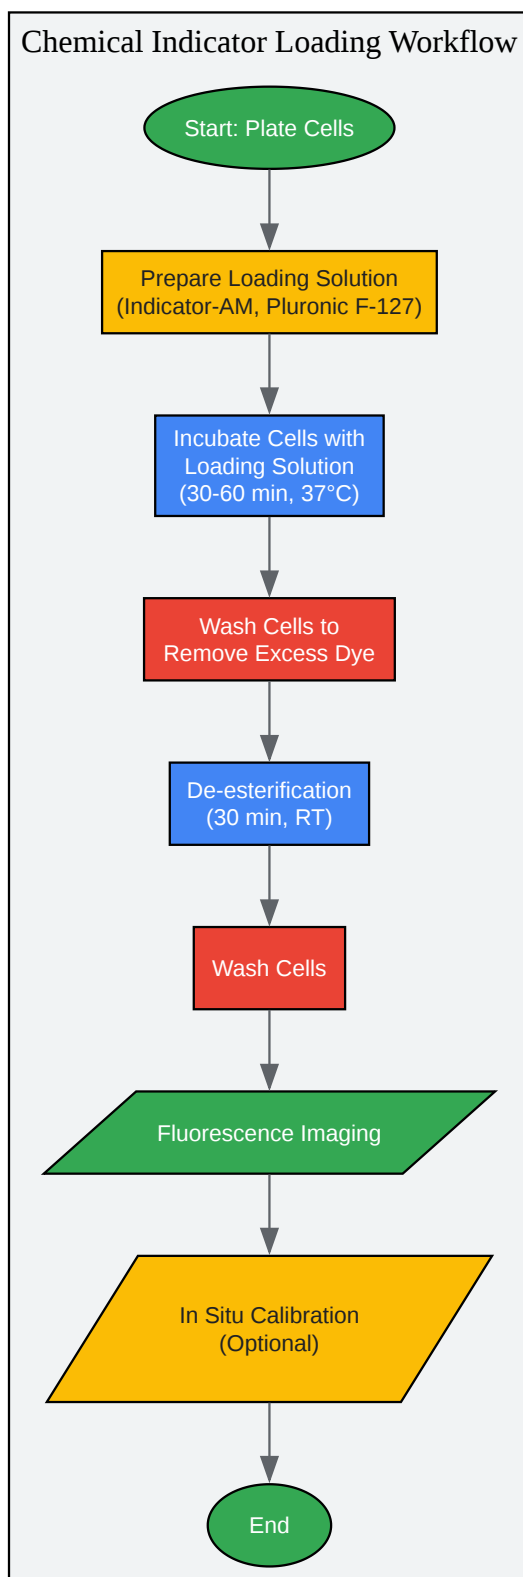 Chemical Indicator Loading Workflow
Start: Plate Cells
Prepare Loading Solution
(Indicator-AM, Pluronic F-127)
Incubate Cells with
Loading Solution
(30-60 min, 37°C)
Wash Cells to
Remove Excess Dye
De-esterification
(30 min, RT)
Wash Cells
Fluorescence Imaging
In Situ Calibration
(Optional)
End